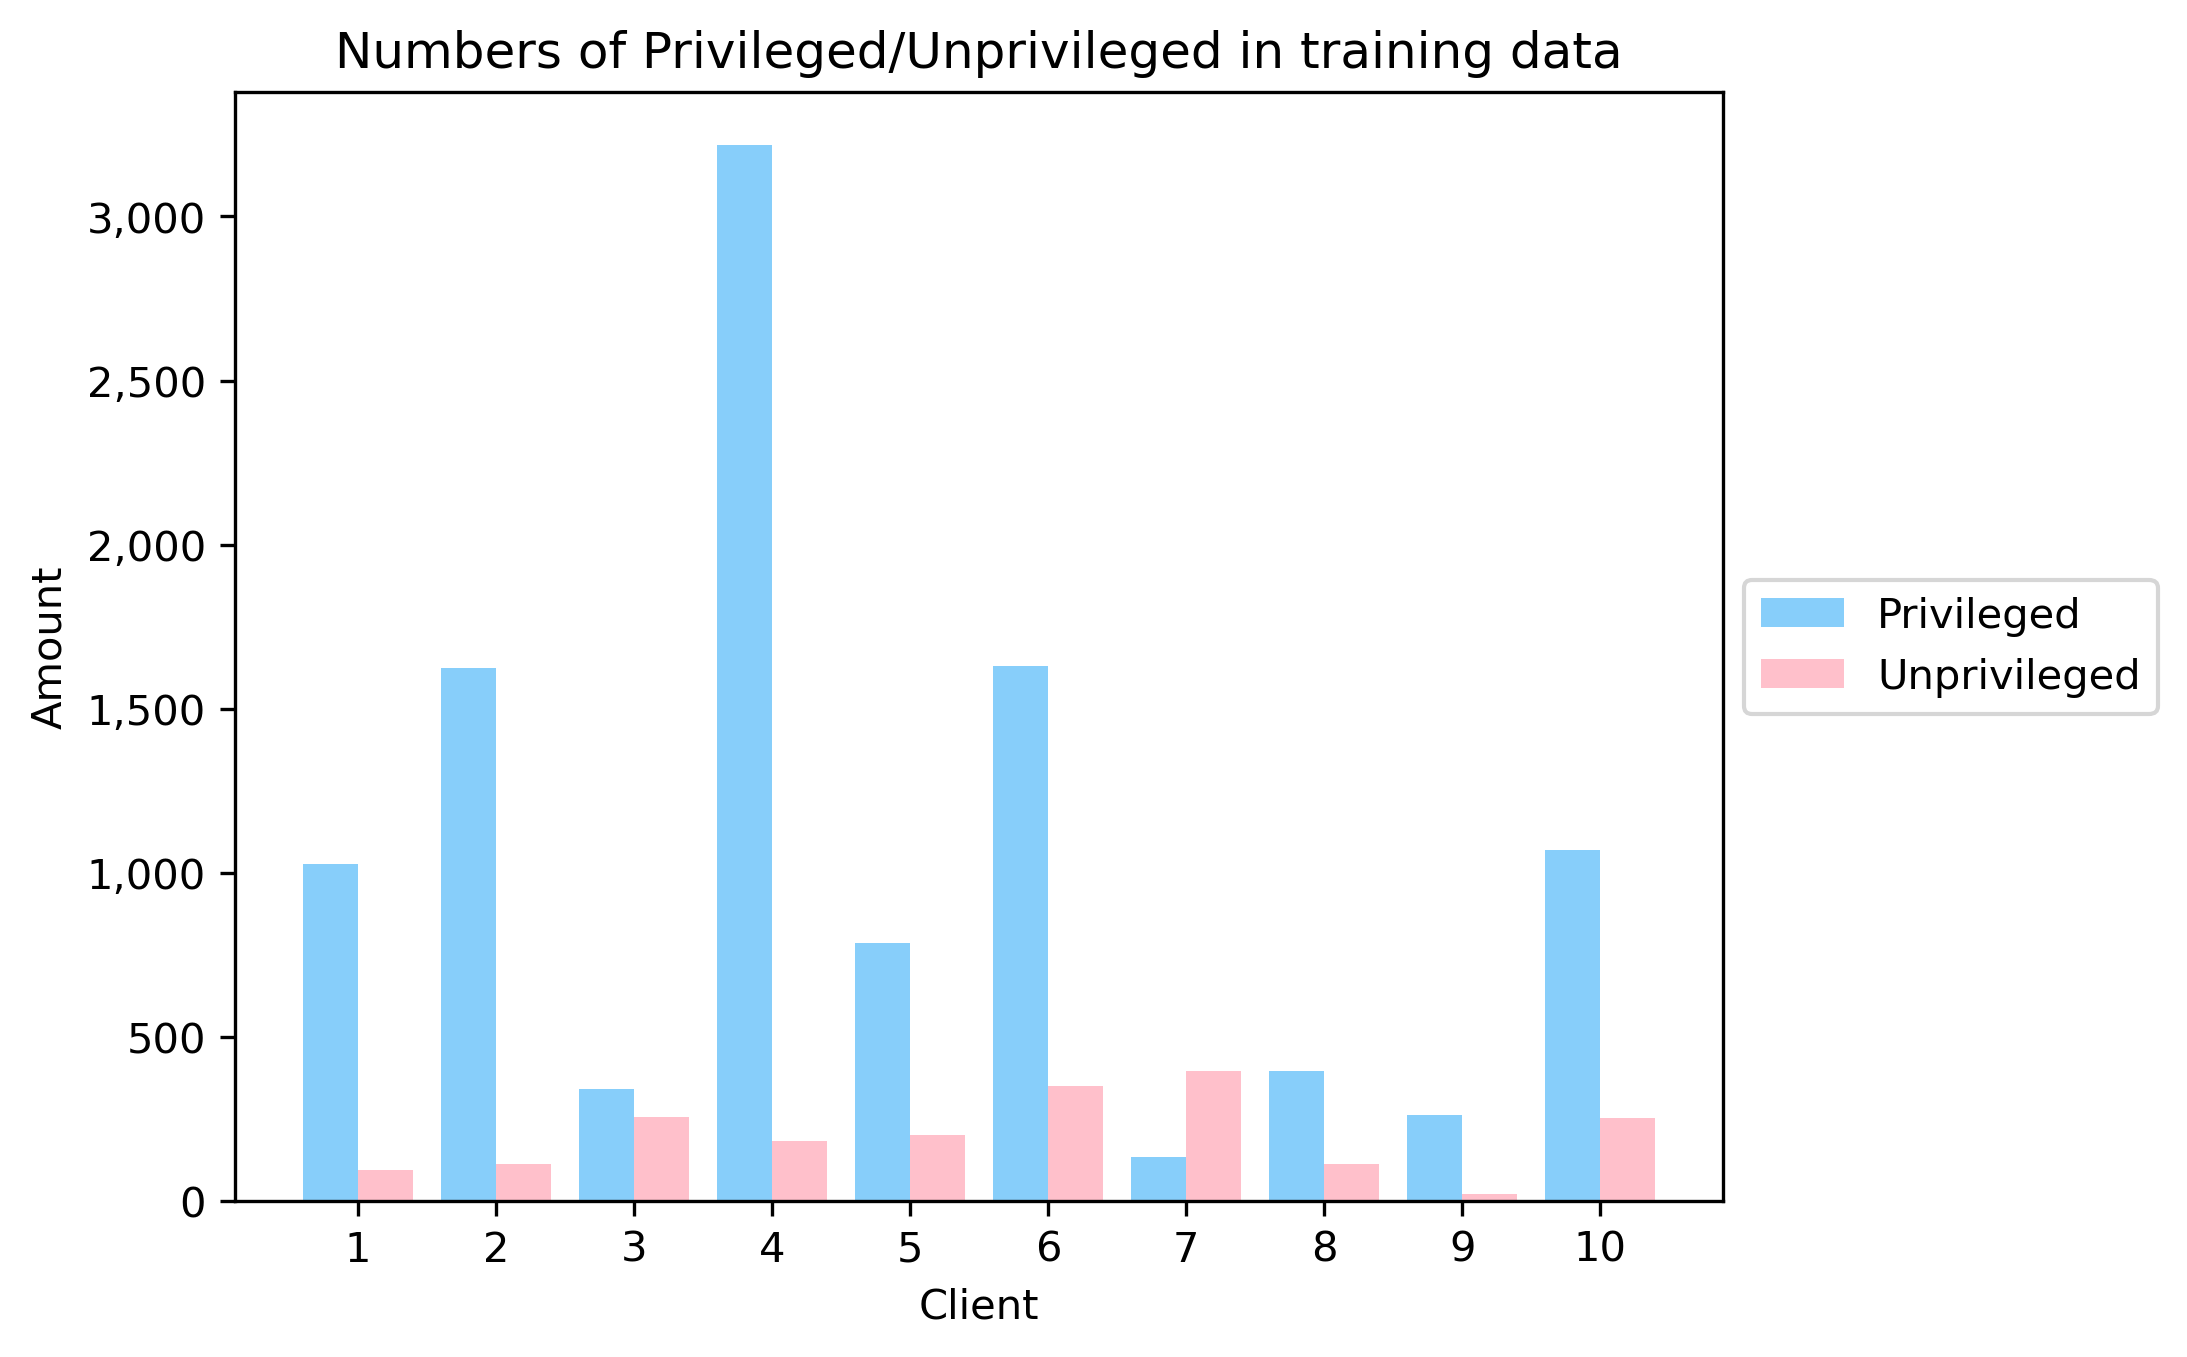 Numbers of Privileged/Unprivileged in training data
3,000
2,500
2,000
1,500
1,000
500
0
Amount
1 2 3 4 5 6 7 8 9 10
Client
Privileged
Unprivileged